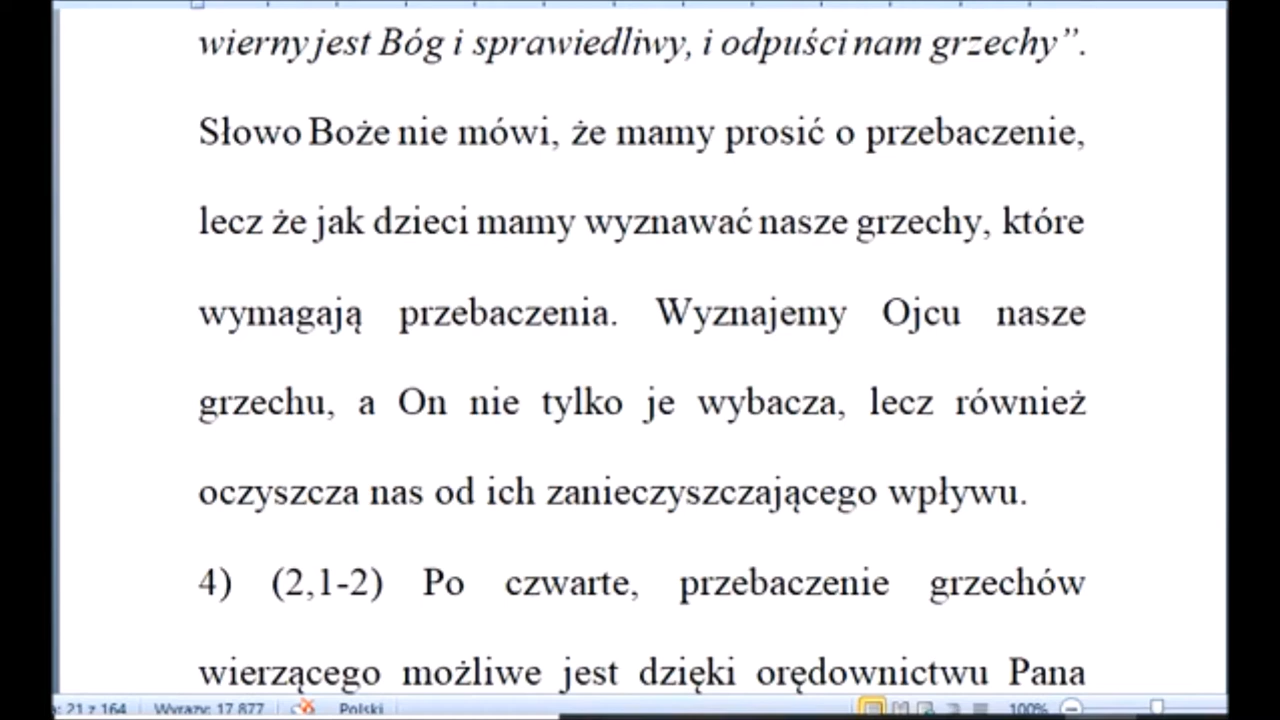 wierny jest Bóg i sprawiedliwy, i odpuści nam grzechy”.
Słowo Boże nie mówi, że mamy prosić o przebaczenie,
lecz że jak dzieci mamy wyznawać nasze grzechy, które
wymagają przebaczenia. Wyznajemy Ojcu nasze
grzechu, a On nie tylko je wybacza, lecz również
oczyszcza nas od ich zanieczyszczającego wpływu.
4) (2,1-2) Po czwarte, przebaczenie grzechów
wierzącego możliwe jest dzięki orędownictwu Pana
: 21 z 164 Wyrazy: 17 877 Polski 100%